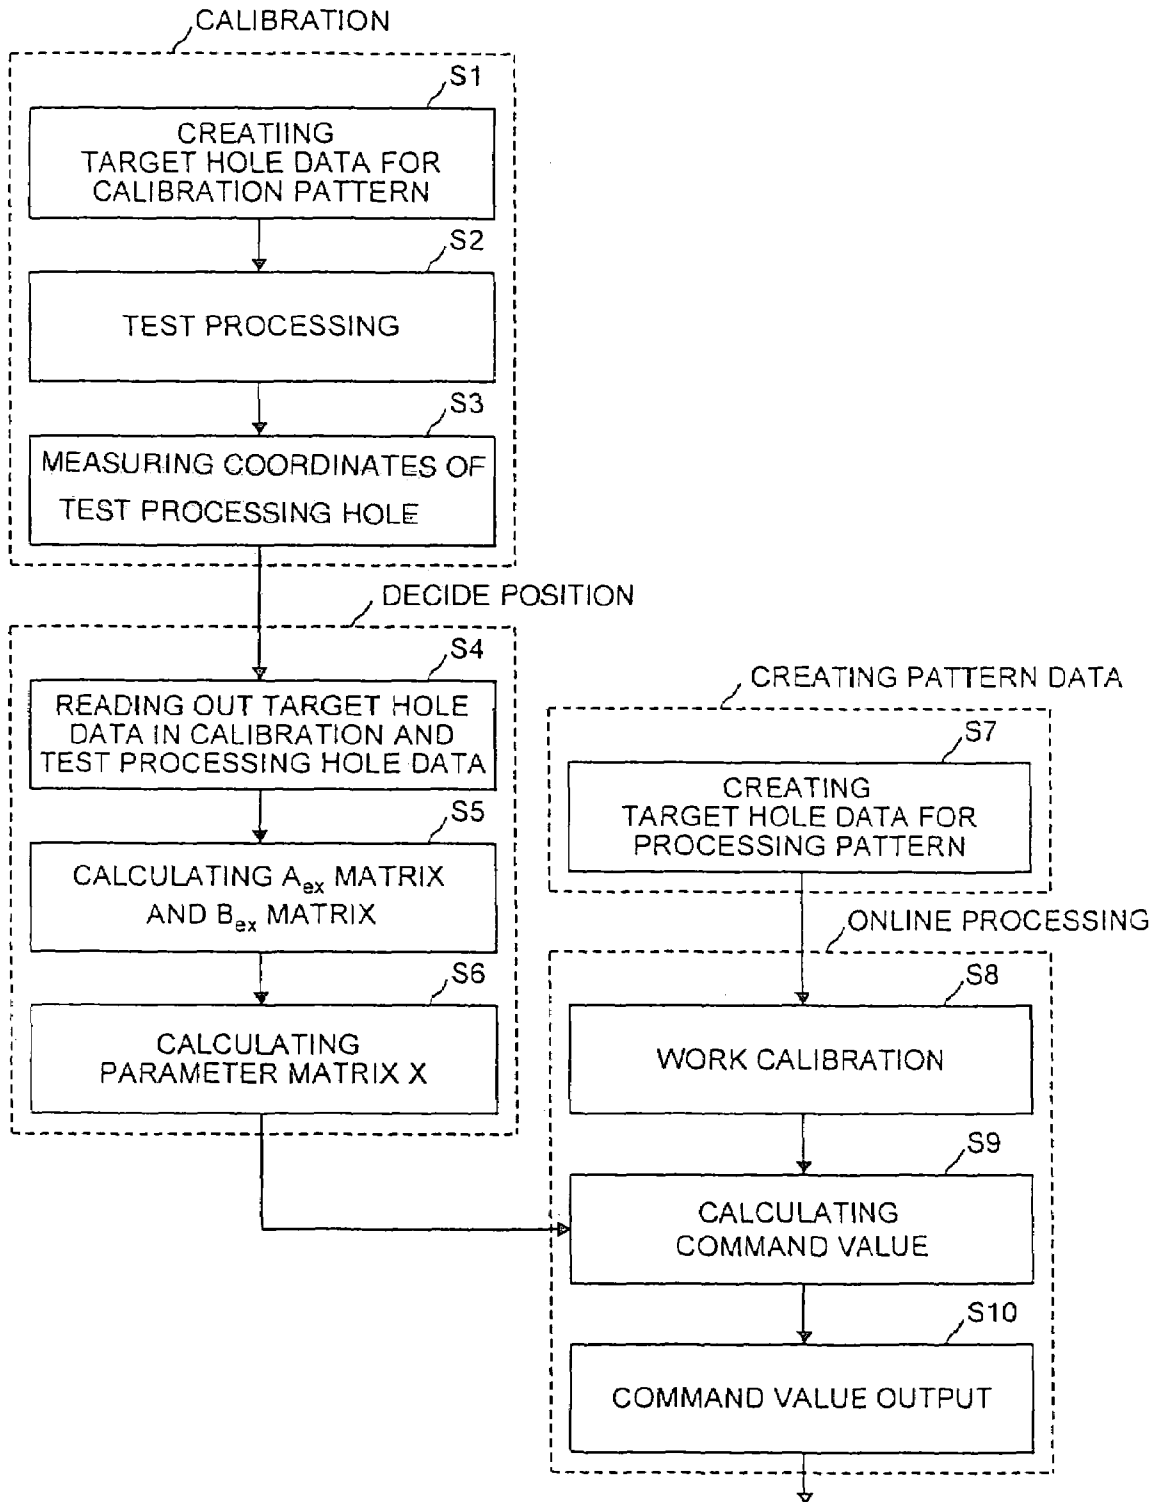 CALIBRATION
S1
CREATIING
TARGET HOLE DATA FOR
CALIBRATION PATTERN
S2
TEST PROCESSING
S3
MEASURING COORDINATES OF
TEST PROCESSING HOLE
DECIDE POSITION
S4
READING OUT TARGET HOLE
DATA IN CALIBRATION AND
TEST PROCESSING HOLE DATA
S5
CALCULATING Aex MATRIX
AND Bex MATRIX
S6
CALCULATING
PARAMETER MATRIX X
CREATING PATTERN DATA
S7
CREATING
TARGET HOLE DATA FOR
PROCESSING PATTERN
ONLINE PROCESSING
S8
WORK CALIBRATION
S9
CALCULATING
COMMAND VALUE
S10
COMMAND VALUE OUTPUT